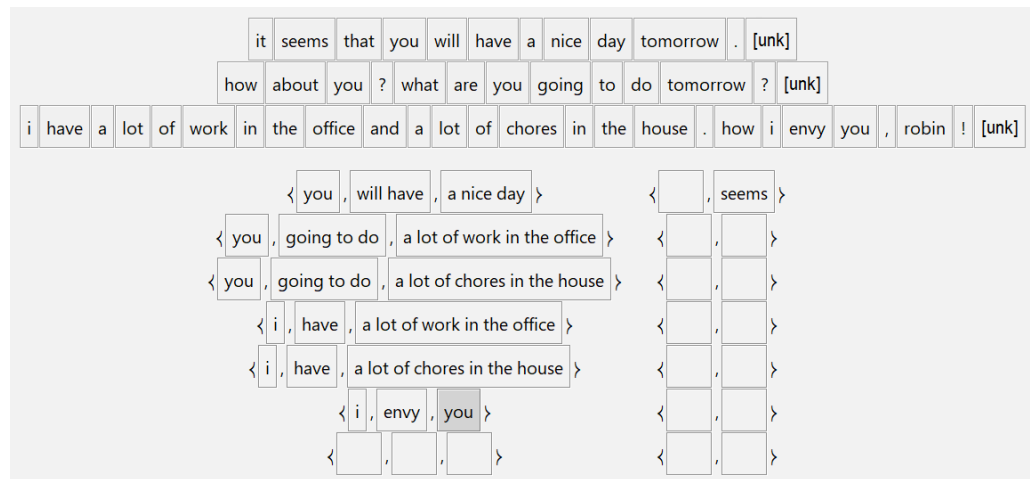 it seems that you will have a nice day tomorrow . [unk]
how about you ? what are you going to do tomorrow ? [unk]
i have a lot of work in the office and a lot of chores in the house . how i envy you , robin ! [unk]
{ you , will have , a nice day } { , seems }
{ you , going to do , a lot of work in the office } { , }
{ you , going to do , a lot of chores in the house } { , }
{ i , have , a lot of work in the office } { , }
{ i , have , a lot of chores in the house } { , }
{ i , envy , you } { , }
{ , , } { , }